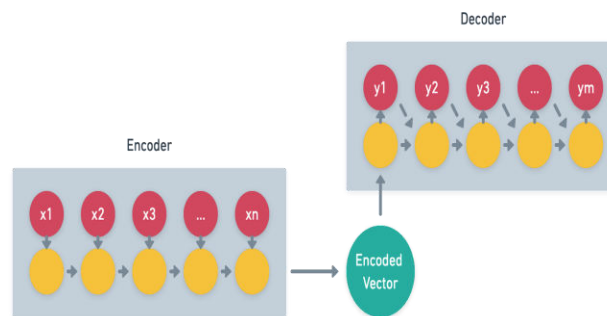 Decoder
y1 y2 y3 ... ym
Encoder
x1 x2 x3 ... xn
Encoded
Vector